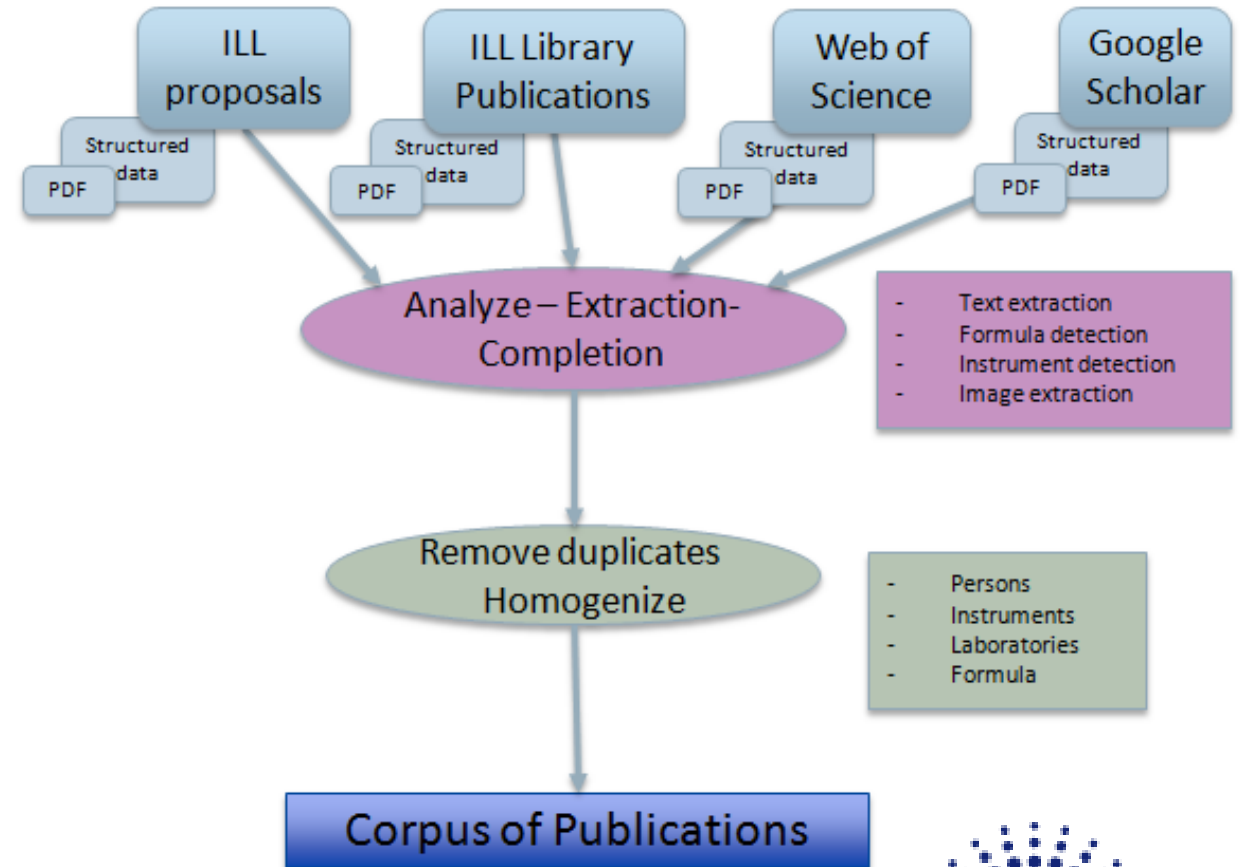 ILL
proposals
ILL Library
Publications
Web of
Science
Google
Scholar
Structured
data
PDF
Structured
data
PDF
Structured
data
PDF
Structured
data
PDF
Analyze – Extraction-
Completion
- Text extraction
- Formula detection
- Instrument detection
- Image extraction
Remove duplicates
Homogenize
- Persons
- Instruments
- Laboratories
- Formula
Corpus of Publications